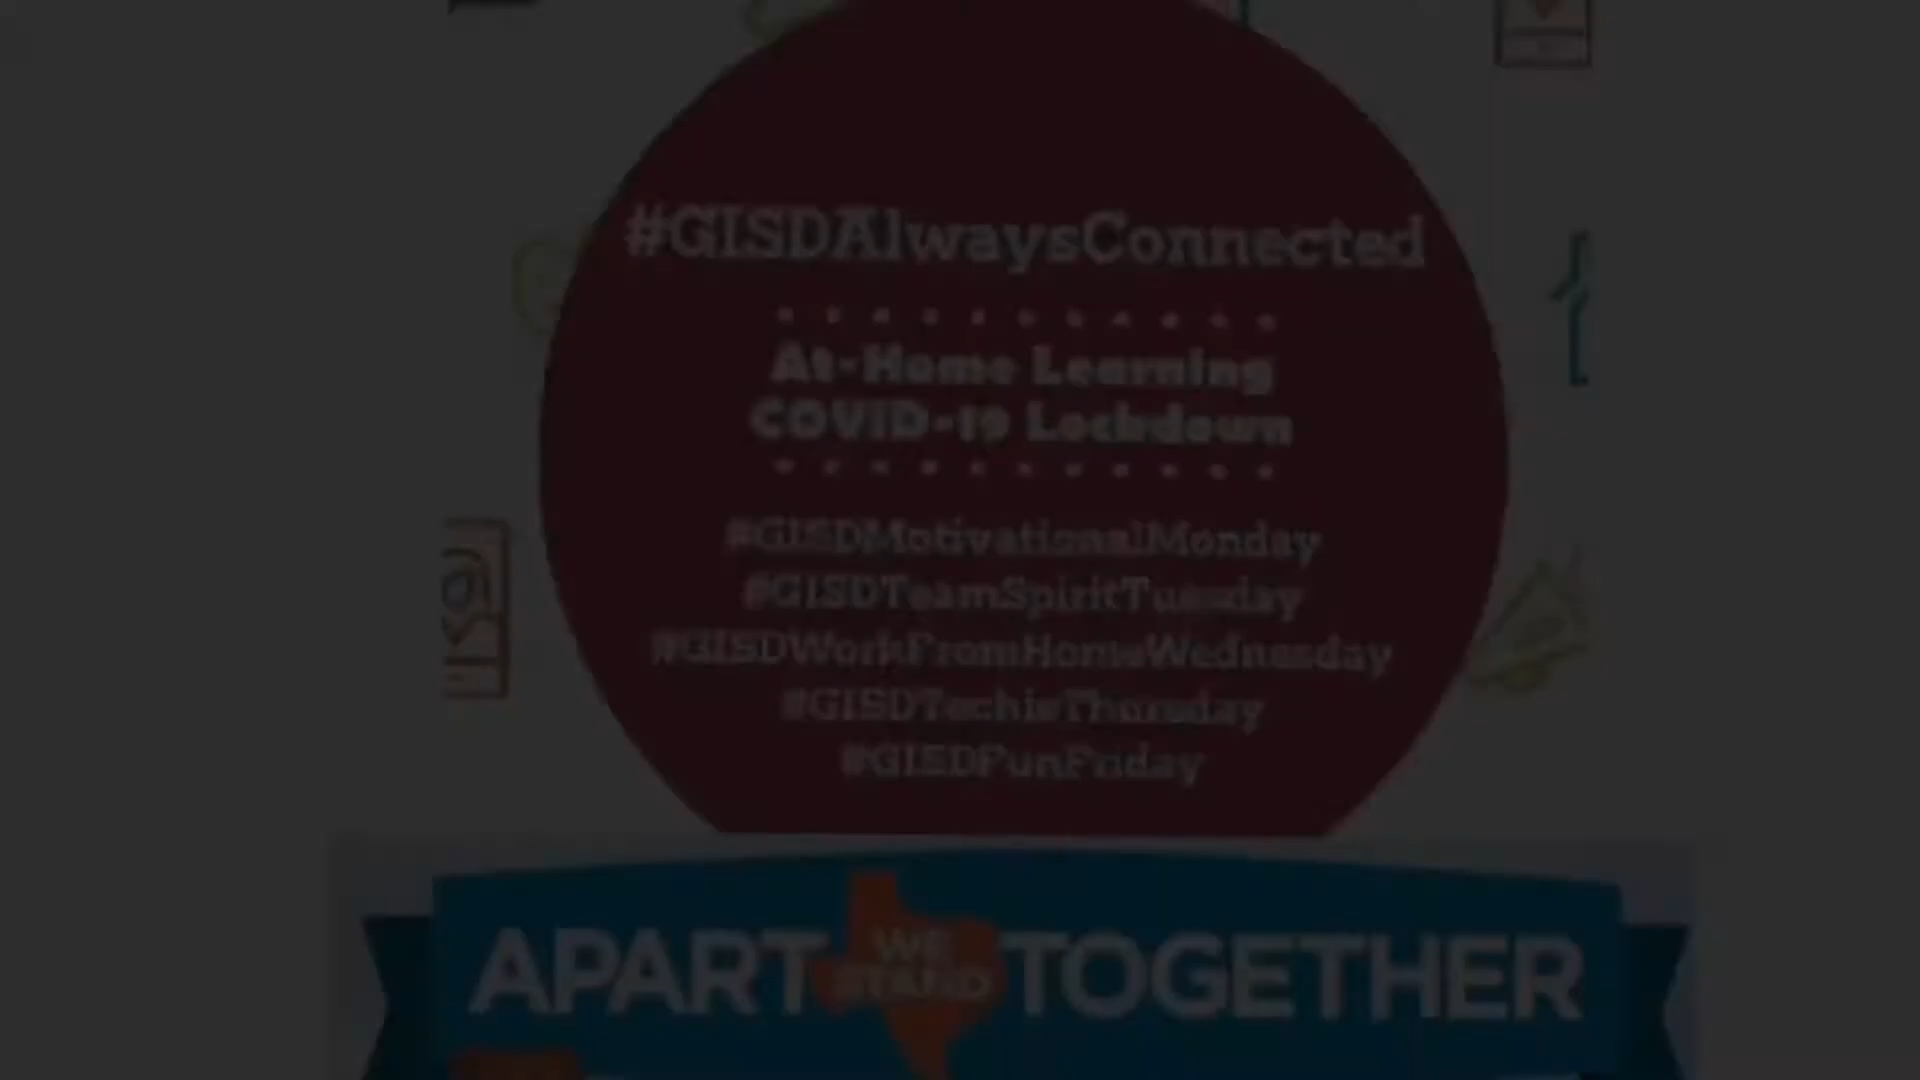 #GISDAlwaysConnected
At-Home Learning
COVID-19 Lockdown
#GISDMotivationalMonday
#GISDTeamSpiritTuesday
#GISDWorkFromHomeWednesday
#GISDTechieThursday
#GISDFunFriday
APART WE STAND TOGETHER